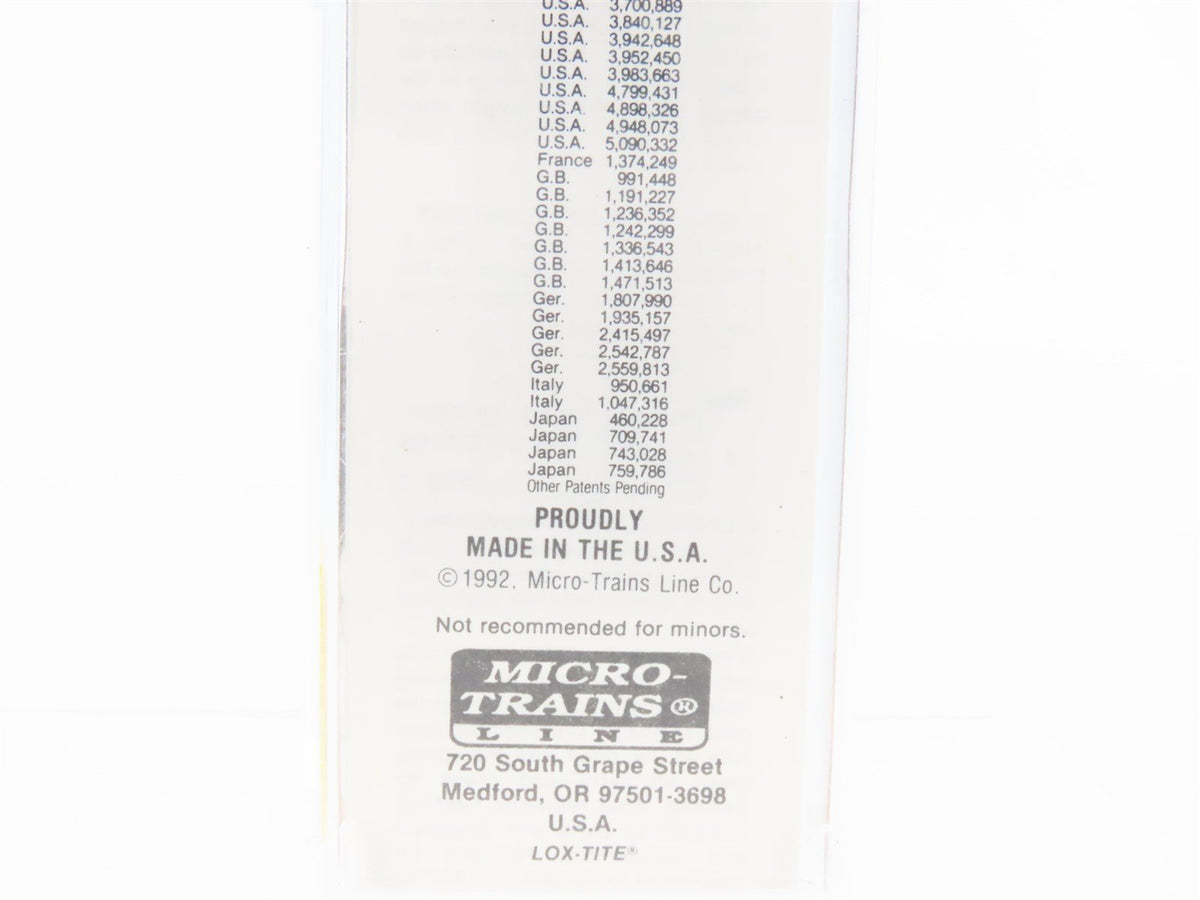 U.S.A. 3,700,889
U.S.A. 3,840,127
U.S.A. 3,942,648
U.S.A. 3,952,450
U.S.A. 3,983,663
U.S.A. 4,799,431
U.S.A. 4,898,326
U.S.A. 4,948,073
U.S.A. 5,090,332
France 1,374,249
G.B. 991,448
G.B. 1,191,227
G.B. 1,236,352
G.B. 1,242,299
G.B. 1,336,543
G.B. 1,413,646
G.B. 1,471,513
Ger. 1,807,990
Ger. 1,935,157
Ger. 2,415,497
Ger. 2,542,787
Ger. 2,559,813
Italy 950,661
Italy 1,047,316
Japan 460,228
Japan 709,741
Japan 743,028
Japan 759,786
Other Patents Pending
PROUDLY
MADE IN THE U.S.A.
©1992. Micro-Trains Line Co.
Not recommended for minors.
MICRO-
TRAINS®
LINE
720 South Grape Street
Medford, OR 97501-3698
U.S.A.
LOX-TITE®